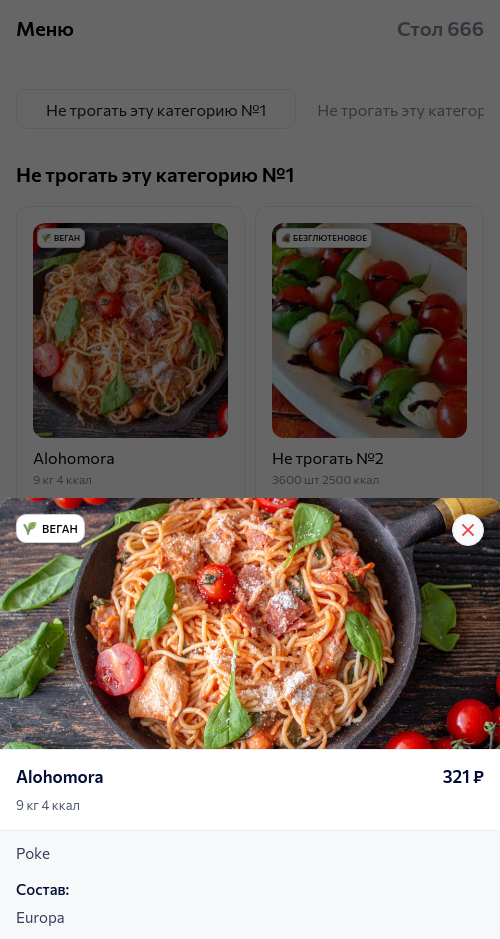 Меню
Стол 666
Не трогать эту категорию №1
Не трогать эту категор
Не трогать эту категорию №1
ВЕГАН
БЕЗГЛЮТЕНОВОЕ
Alohomora
9 кг 4 ккал
Не трогать №2
3600 шт 2500 ккал
ВЕГАН
Alohomora
321 ₽
9 кг 4 ккал
Poke
Состав:
Europa